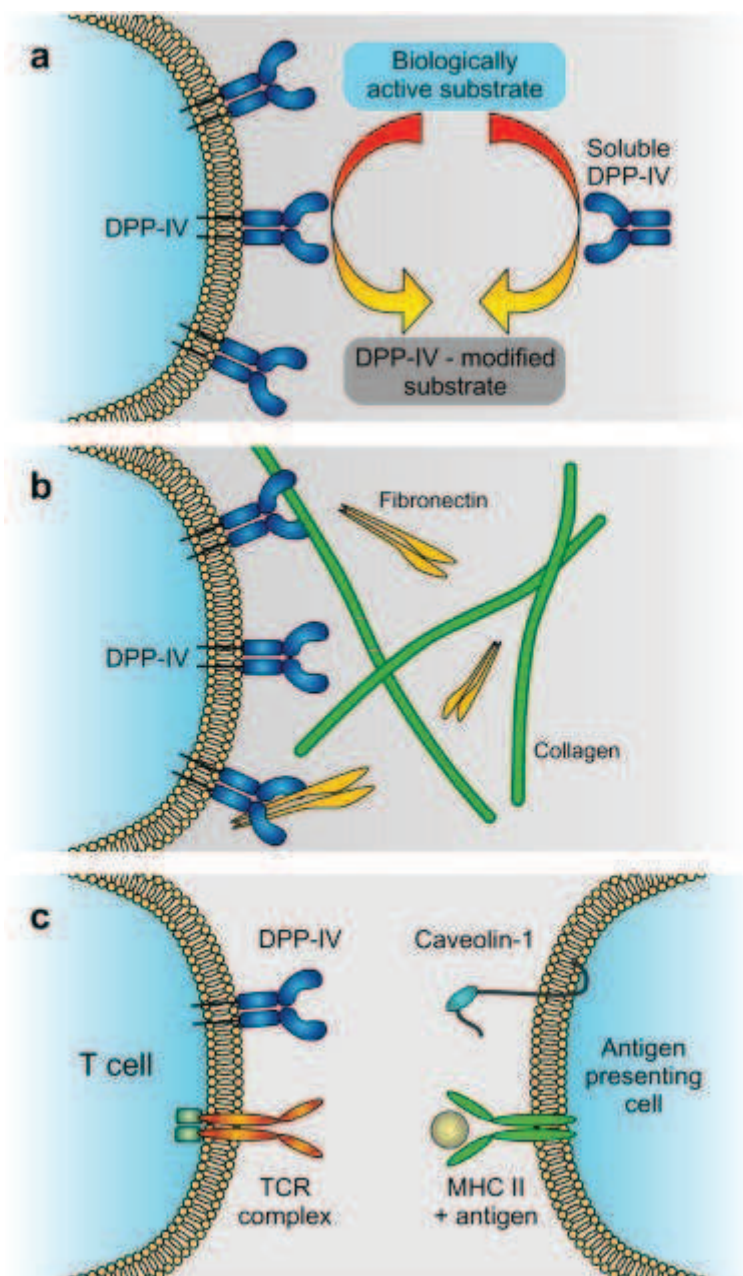 a
Biologically
active substrate
Soluble
DPP-IV
DPP-IV
DPP-IV - modified
substrate
b
Fibronectin
DPP-IV
Collagen
c
DPP-IV
Caveolin-1
T cell
Antigen
presenting
cell
TCR
complex
MHC II
+ antigen